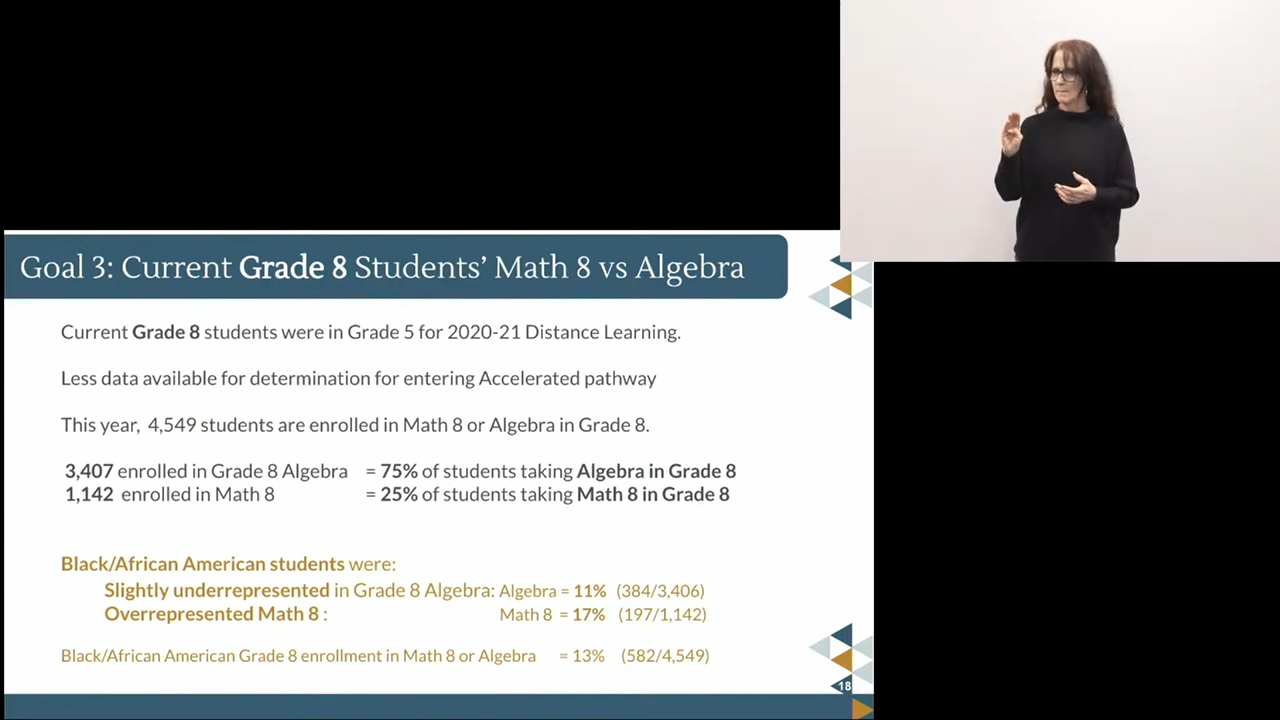 Goal 3: Current Grade 8 Students’ Math 8 vs Algebra
Current Grade 8 students were in Grade 5 for 2020-21 Distance Learning.
Less data available for determination for entering Accelerated pathway
This year, 4,549 students are enrolled in Math 8 or Algebra in Grade 8.
3,407 enrolled in Grade 8 Algebra = 75% of students taking Algebra in Grade 8
1,142 enrolled in Math 8 = 25% of students taking Math 8 in Grade 8
Black/African American students were:
Slightly underrepresented in Grade 8 Algebra: Algebra = 11% (384/3,406)
Overrepresented Math 8 : Math 8 = 17% (197/1,142)
Black/African American Grade 8 enrollment in Math 8 or Algebra = 13% (582/4,549)
18